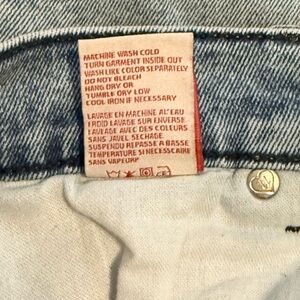 MACHINE WASH COLD
TURN GARMENT INSIDE OUT
WASH LIKE COLOR SEPARATELY
DO NOT BLEACH
HANG DRY OR
TUMBLE DRY LOW
COOL IRON IF NECESSARY
LAVAGE EN MACHINE AL'EAU
FROID LAVAGE SUR ENVERSE
LAVEAGE AVEC DES COLEURS
SANS JAVEL SECHAGE
SUSPENDU REPASSE A BASSE
TEMPERATURE SI NECESSAIRE
SANS VAPEUR?